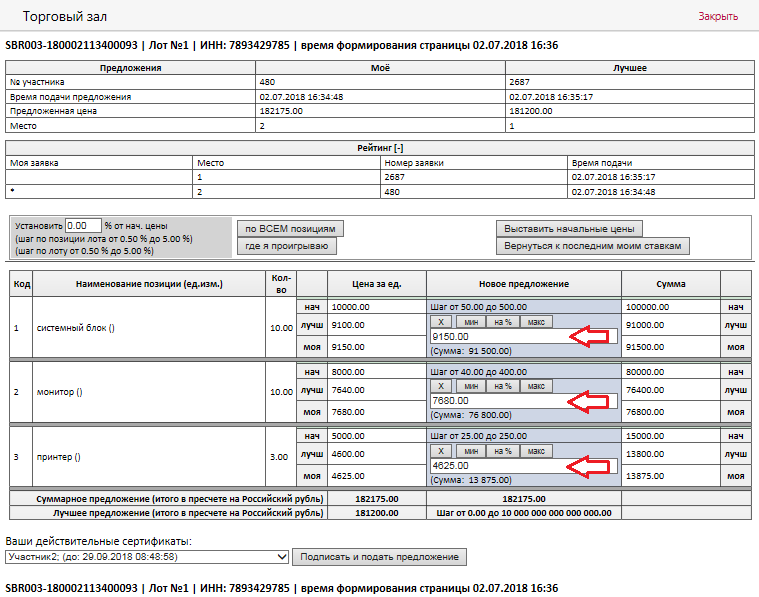 Торговый зал Закрыть
SBR003-180002113400093 | Лот №1 | ИНН: 7893429785 | время формирования страницы 02.07.2018 16:36
Предложения Моё Лучшее
№ участника 480 2687
Время подачи предложения 02.07.2018 16:34:48 02.07.2018 16:35:17
Предложенная цена 182175.00 181200.00
Место 2 1
Рейтинг [-]
Моя заявка Место Номер заявки Время подачи
1 2687 02.07.2018 16:35:17
* 2 480 02.07.2018 16:34:48
Установить 0.00 % от нач. цены
(шаг по позиции лота от 0.50 % до 5.00 %)
(шаг по лоту от 0.50 % до 5.00 %)
по ВСЕМ позициям
где я проигрываю
Выставить начальные цены
Вернуться к последним моим ставкам
Код Наименование позиции (ед.изм.) Кол-во Цена за ед. Новое предложение Сумма
нач 10000.00 Шаг от 50.00 до 500.00 100000.00 нач
1 системный блок () 10.00 лучш 9100.00 X мин на % макс 91000.00 лучш
9150.00
моя 9150.00 (Сумма: 91 500.00) 91500.00 моя
нач 8000.00 Шаг от 40.00 до 400.00 80000.00 нач
2 монитор () 10.00 лучш 7640.00 X мин на % макс 76400.00 лучш
7680.00
моя 7680.00 (Сумма: 76 800.00) 76800.00 моя
нач 5000.00 Шаг от 25.00 до 250.00 15000.00 нач
3 принтер () 3.00 лучш 4600.00 X мин на % макс 13800.00 лучш
4625.00
моя 4625.00 (Сумма: 13 875.00) 13875.00 моя
Суммарное предложение (итого в пресчете на Российский рубль) 182175.00 182175.00
Лучшее предложение (итого в пресчете на Российский рубль) 181200.00 Шаг от 0.00 до 10 000 000 000 000 000.00
Ваши действительные сертификаты:
Участник2; (до: 29.09.2018 08:48:58) Подписать и подать предложение
SBR003-180002113400093 | Лот №1 | ИНН: 7893429785 | время формирования страницы 02.07.2018 16:36